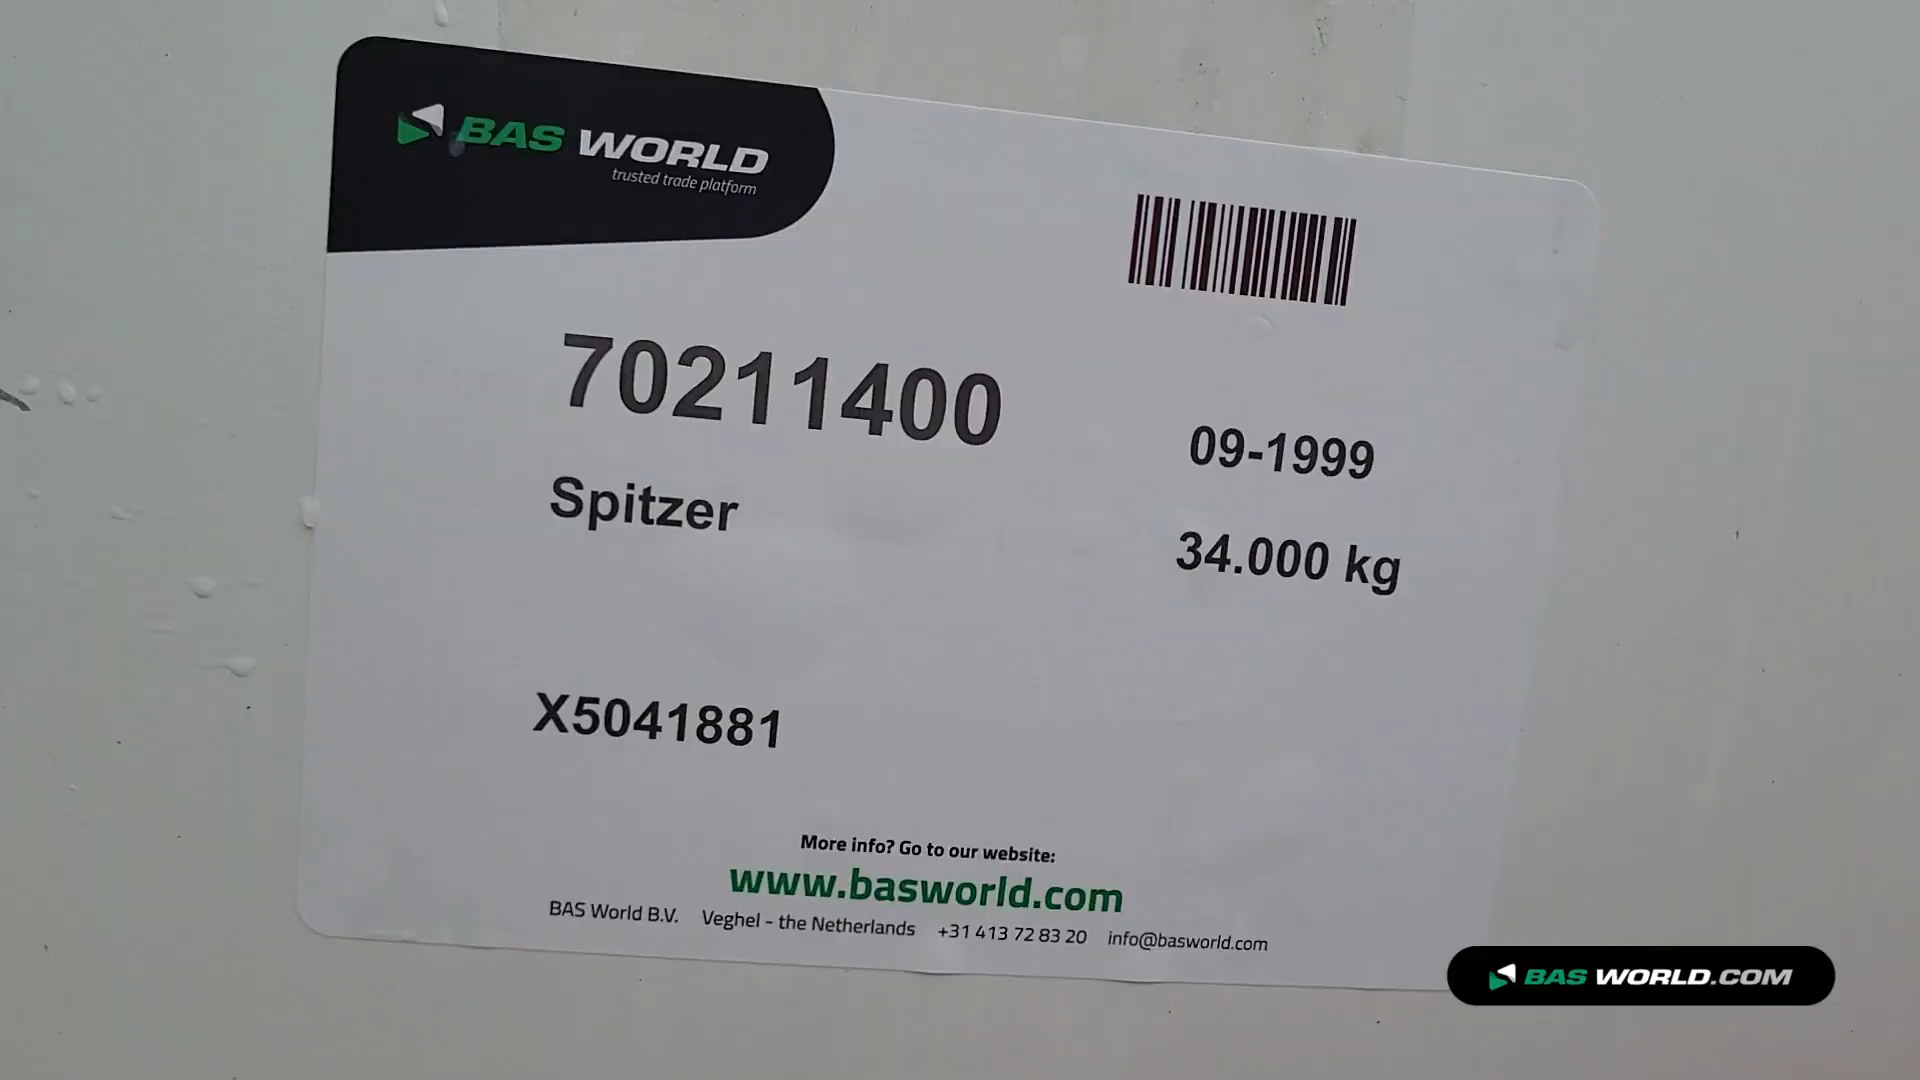 BAS WORLD
trusted trade platform
70211400
09-1999
Spitzer
34.000 kg
X5041881
More info? Go to our website:
www.basworld.com
BAS World B.V. Veghel - the Netherlands +31 413 72 83 20 info@basworld.com
BAS WORLD.COM